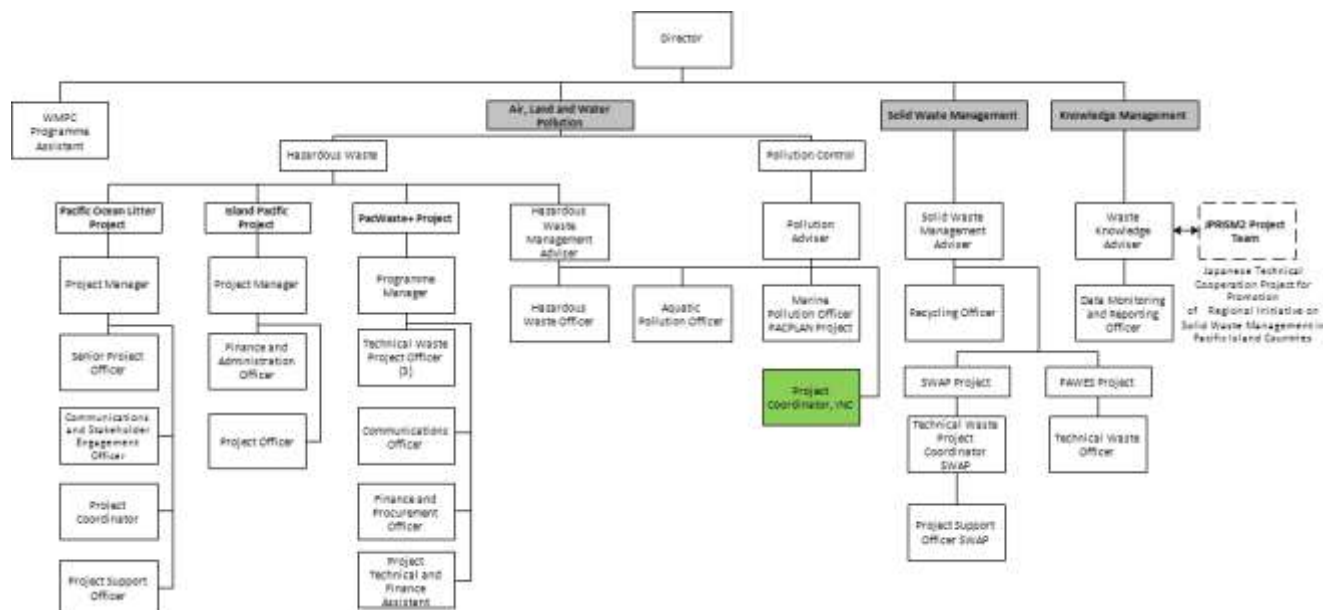 Director
WMPC
Programme
Assistant
Air, Land and Water
Pollution
Solid Waste Management
Knowledge Management
Hazardous Waste
Pollution Control
Pacific Ocean Litter
Project
Island Pacific
Project
PacWaste+ Project
Hazardous
Waste
Management
Adviser
Pollution
Adviser
Solid Waste
Management
Adviser
Waste
Knowledge
Adviser
JPRISM2 Project
Team
Japanese Technical
Cooperation Project for
Promotion
of Regional Initiative on
Solid Waste Management in
Pacific Island Countries
Project Manager
Project Manager
Programme
Manager
Hazardous
Waste Officer
Aquatic
Pollution Officer
Marine
Pollution Officer
PACPLAN Project
Recycling Officer
Data Monitoring
and Reporting
Officer
Senior Project
Officer
Finance and
Administration
Officer
Technical Waste
Project Officer
(3)
Project
Coordinator, INC
SWAP Project
PAWES Project
Communications
and Stakeholder
Engagement
Officer
Project Officer
Communications
Officer
Technical Waste
Project
Coordinator
SWAP
Technical Waste
Officer
Project
Coordinator
Finance and
Procurement
Officer
Project Support
Officer SWAP
Project Support
Officer
Project
Technical and
Finance
Assistant